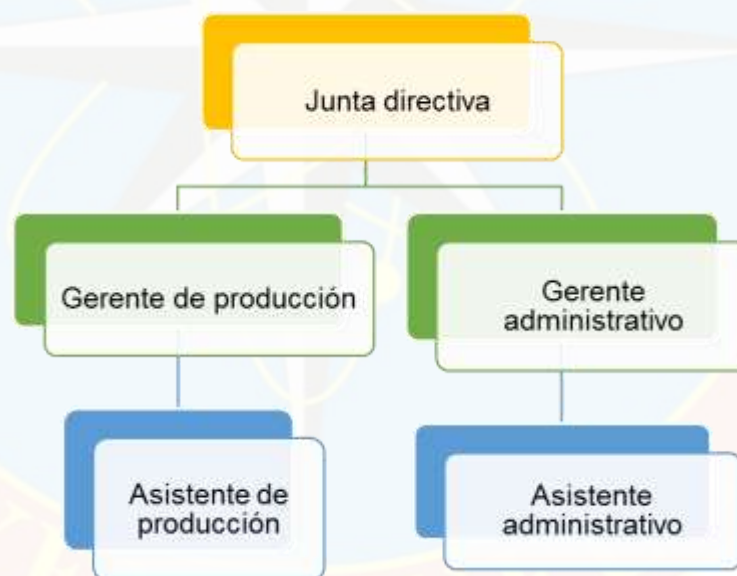 Junta directiva
Gerente de producción
Gerente
administrativo
Asistente de
producción
Asistente
administrativo